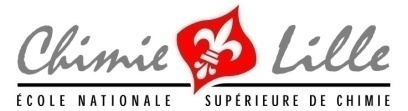 Chimie Lille
ÉCOLE NATIONALE SUPÉRIEURE DE CHIMIE